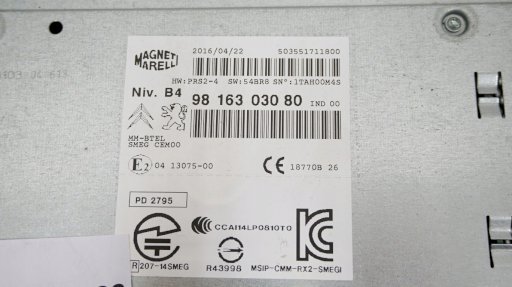 MAGNETI
MARELLI
2016/04/22
503551711800
HW:PRS2-4 SW:54BR8 SN°:1TAH00M4S
Niv. B4
98 163 030 80 IND 00
MM-BTEL
SMEG CEM00
E2 04 13075-00
CE 18770B 26
PD 2795
CCAI14LP0810T0
R 207-14SMEG
R43998
MSIP-CMM-RX2-SMEGI